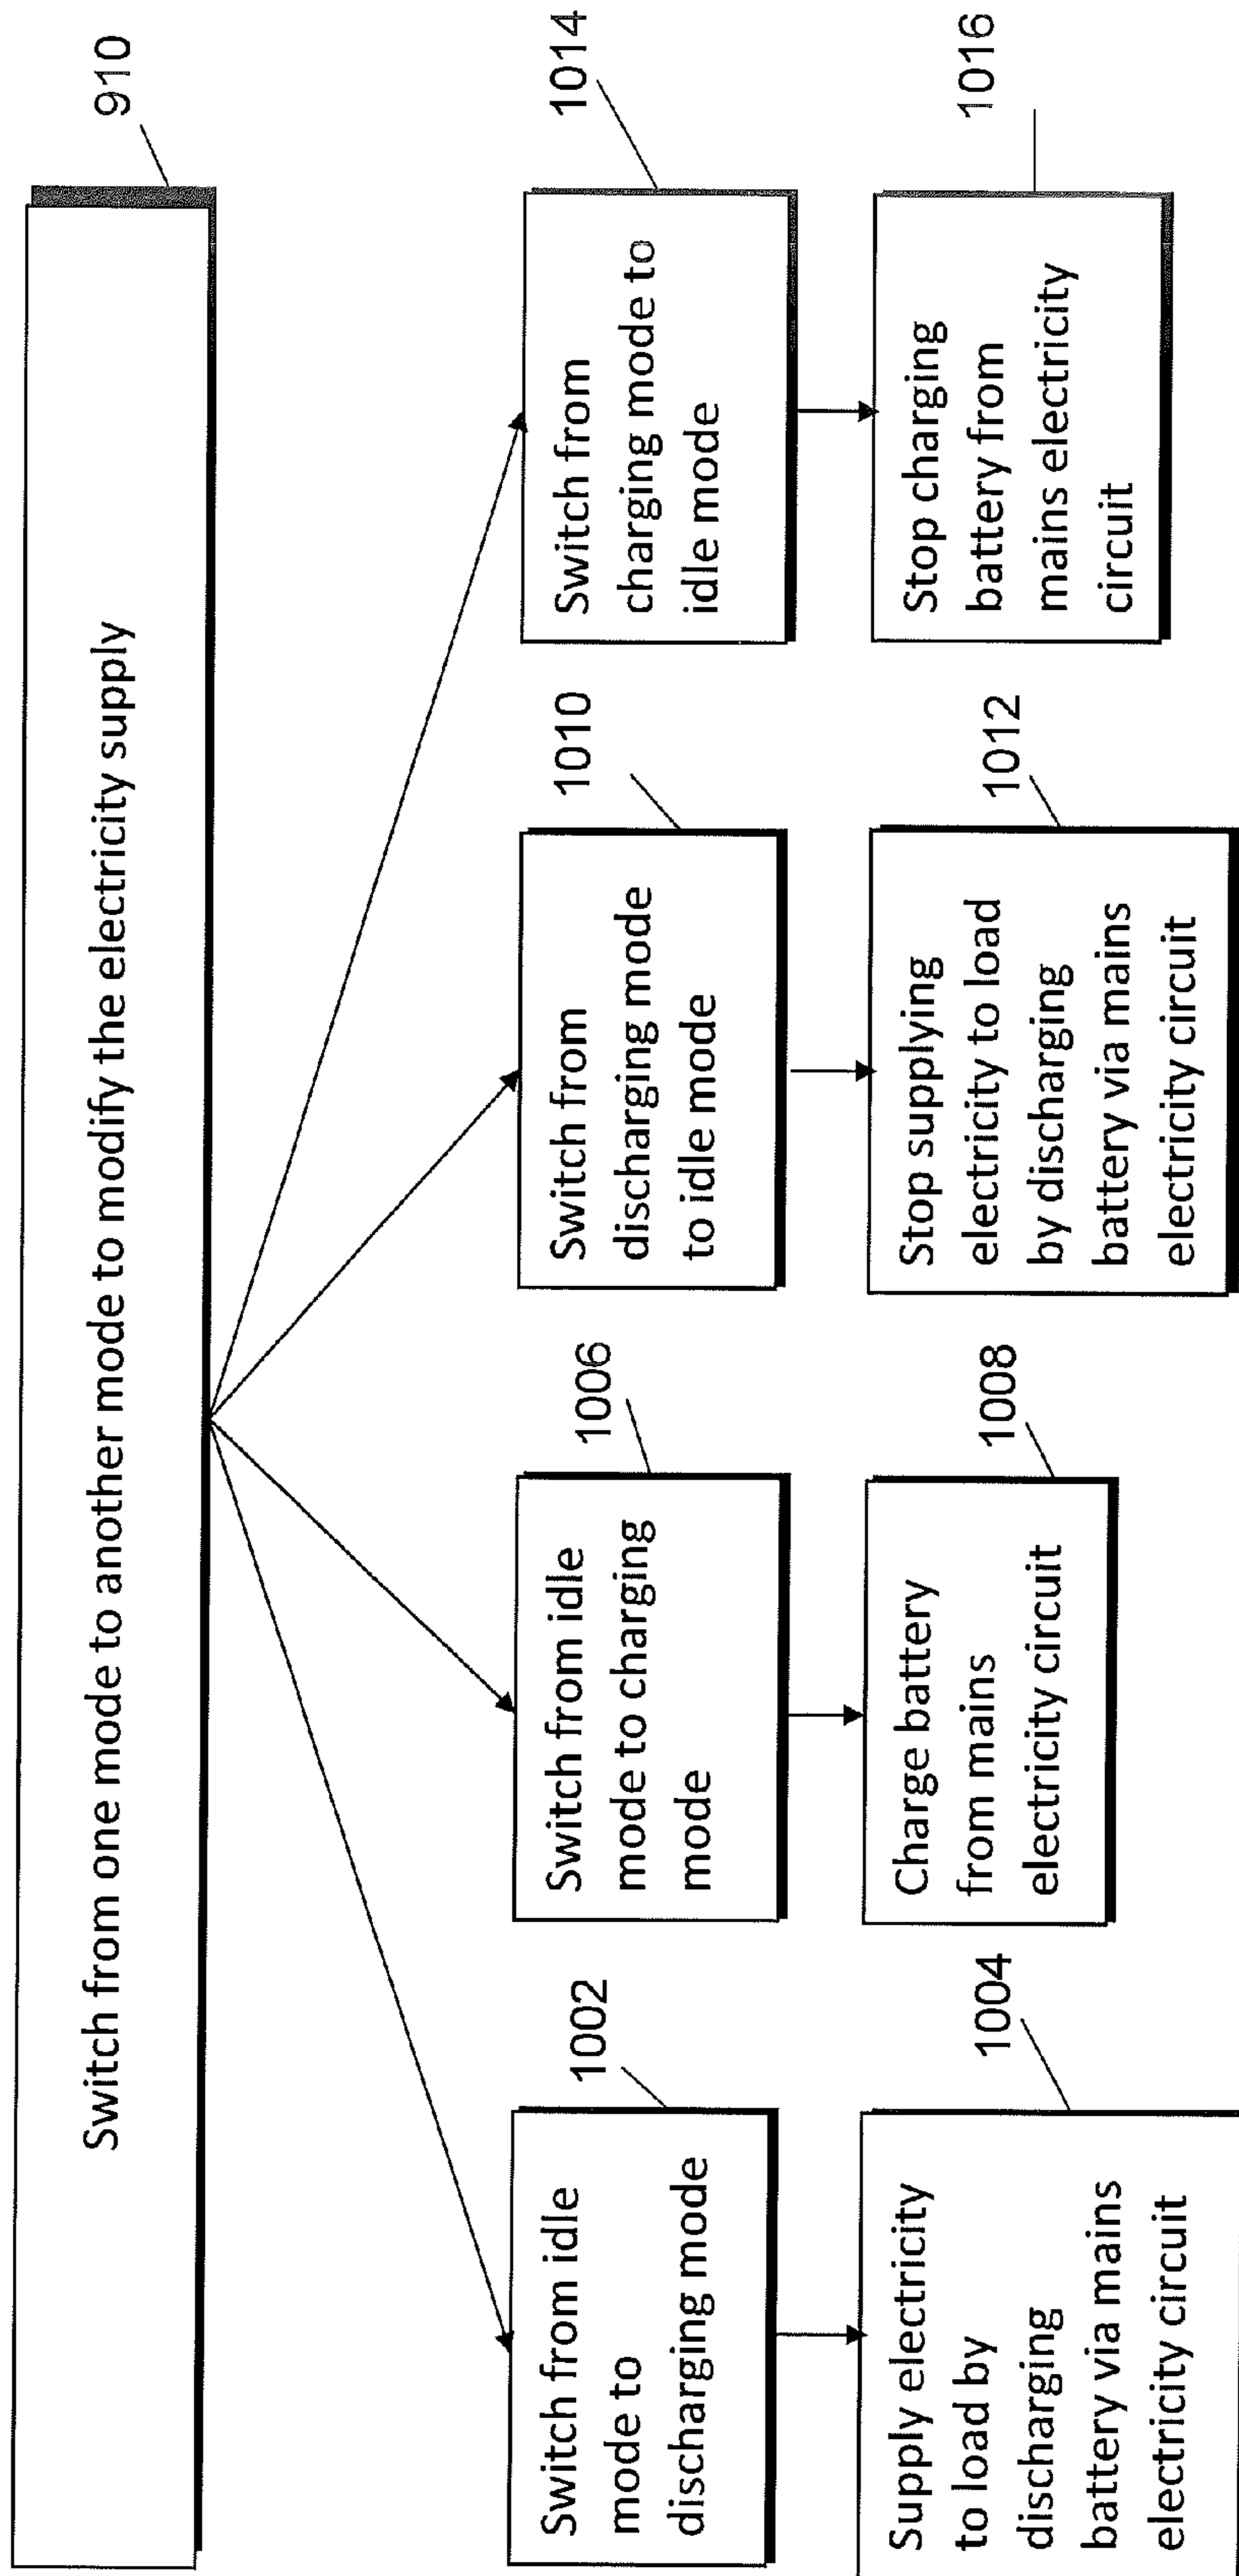 Switch from one mode to another mode to modify the electricity supply
910
1002
Switch from idle
mode to
discharging mode
1006
Switch from idle
mode to charging
mode
1010
Switch from
discharging mode
to idle mode
1014
Switch from
charging mode to
idle mode
1004
Supply electricity
to load by
discharging
battery via mains
electricity circuit
1008
Charge battery
from mains
electricity circuit
1012
Stop supplying
electricity to load
by discharging
battery via mains
electricity circuit
1016
Stop charging
battery from
mains electricity
circuit